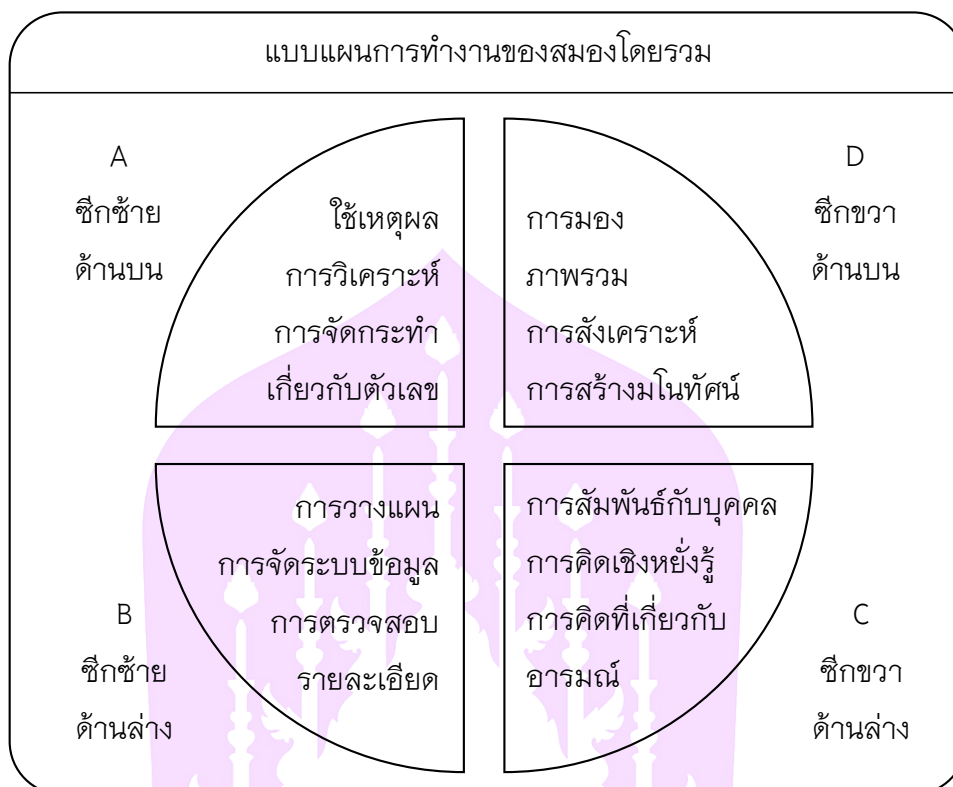 แบบแผนการทำงานของสมองโดยรวม
A
ซีกซ้าย
ด้านบน
ใช้เหตุผล
การวิเคราะห์
การจัดกระทำ
เกี่ยวกับตัวเลข
การมอง
ภาพรวม
การสังเคราะห์
การสร้างมโนทัศน์
D
ซีกขวา
ด้านบน
B
ซีกซ้าย
ด้านล่าง
การวางแผน
การจัดระบบข้อมูล
การตรวจสอบ
รายละเอียด
การสัมพันธ์กับบุคคล
การคิดเชิงหยั่งรู้
การคิดที่เกี่ยวกับ
อารมณ์
C
ซีกขวา
ด้านล่าง